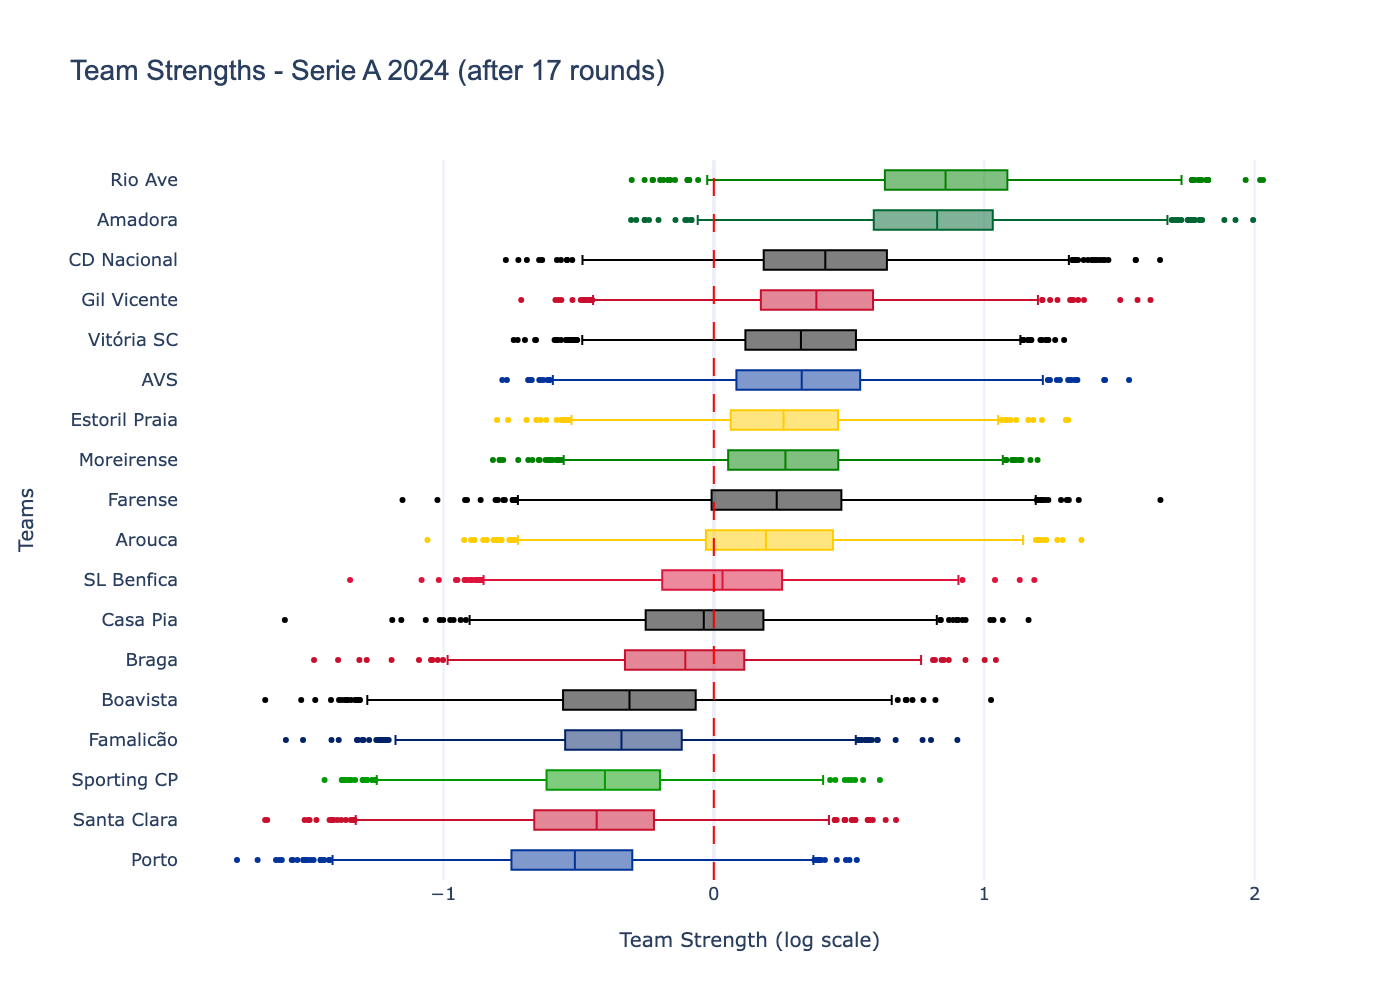 Team Strengths - Serie A 2024 (after 17 rounds)
Rio Ave
Amadora
CD Nacional
Gil Vicente
Vitória SC
AVS
Estoril Praia
Moreirense
Farense
Arouca
SL Benfica
Casa Pia
Braga
Boavista
Famalicão
Sporting CP
Santa Clara
Porto
Teams
−1 0 1 2
Team Strength (log scale)